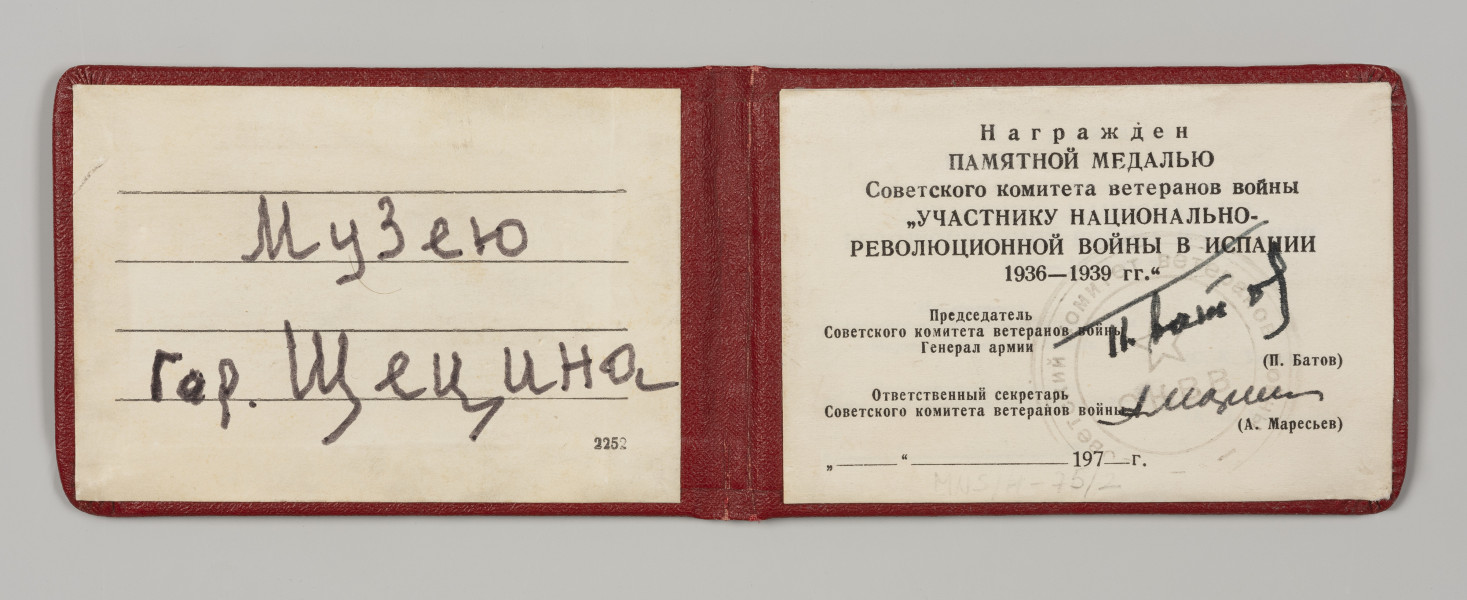 Музею
гор. Щецина
2252
Награжден
ПАМЯТНОЙ МЕДАЛЬЮ
Советского комитета ветеранов войны
„УЧАСТНИКУ НАЦИОНАЛЬНО-
РЕВОЛЮЦИОННОЙ ВОЙНЫ В ИСПАНИИ
1936—1939 гг.“
Председатель
Советского комитета ветеранов войны
Генерал армии
П. Батов
(П. Батов)
Ответственный секретарь
Советского комитета ветеранов войны
(А. Маресьев)
„ “ 197 г.